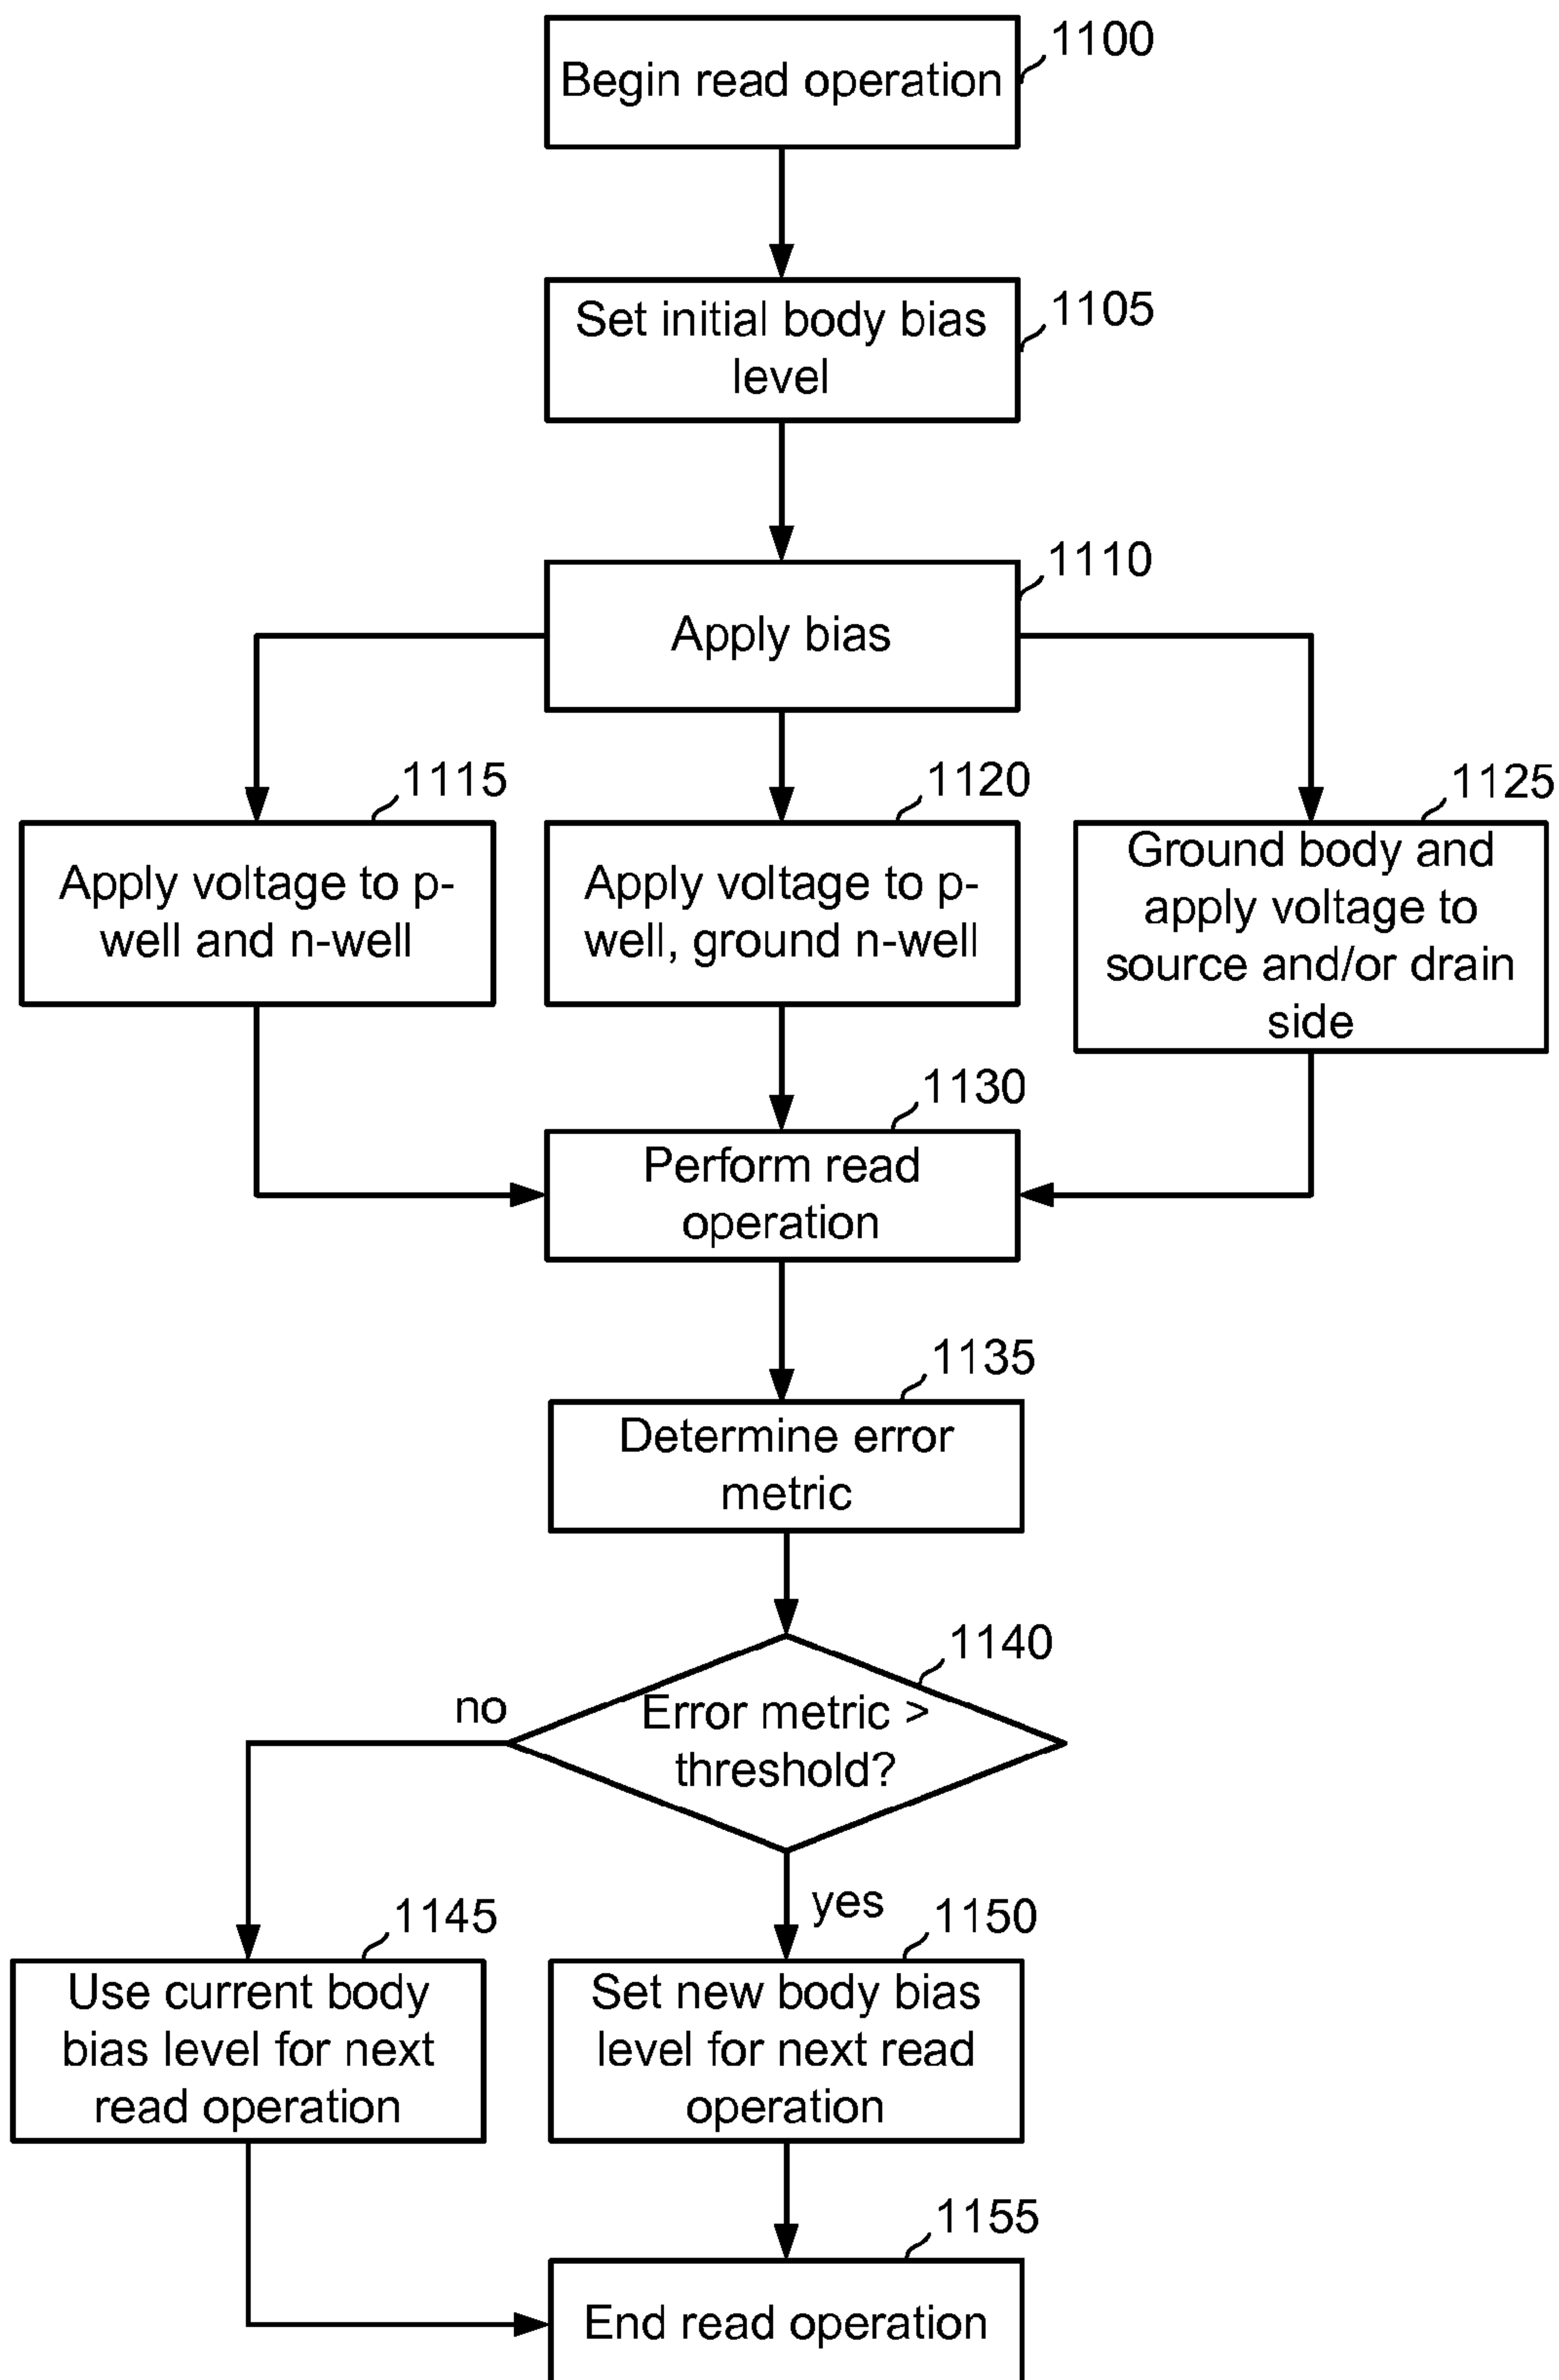 1100
Begin read operation
1105
Set initial body bias
level
1110
Apply bias
1115
Apply voltage to p-
well and n-well
1120
Apply voltage to p-
well, ground n-well
1125
Ground body and
apply voltage to
source and/or drain
side
1130
Perform read
operation
1135
Determine error
metric
1140
Error metric >
threshold?
no
yes
1145
Use current body
bias level for next
read operation
1150
Set new body bias
level for next read
operation
1155
End read operation